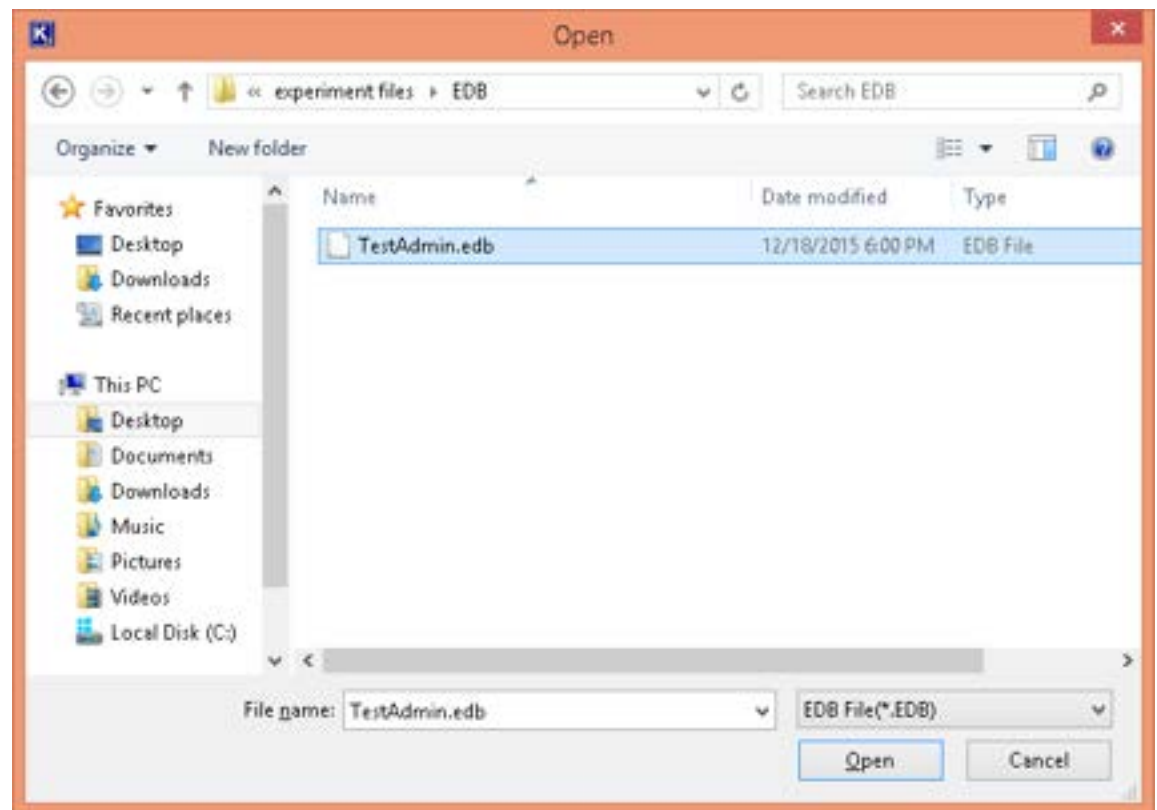 K
Open
« experiment files ▸ EDB
Search EDB
Organize
New folder
Name
Date modified
Type
TestAdmin.edb
12/18/2015 6:00 PM
EDB File
Favorites
Desktop
Downloads
Recent places
This PC
Desktop
Documents
Downloads
Music
Pictures
Videos
Local Disk (C:)
File name:
TestAdmin.edb
EDB File(*.EDB)
Open
Cancel